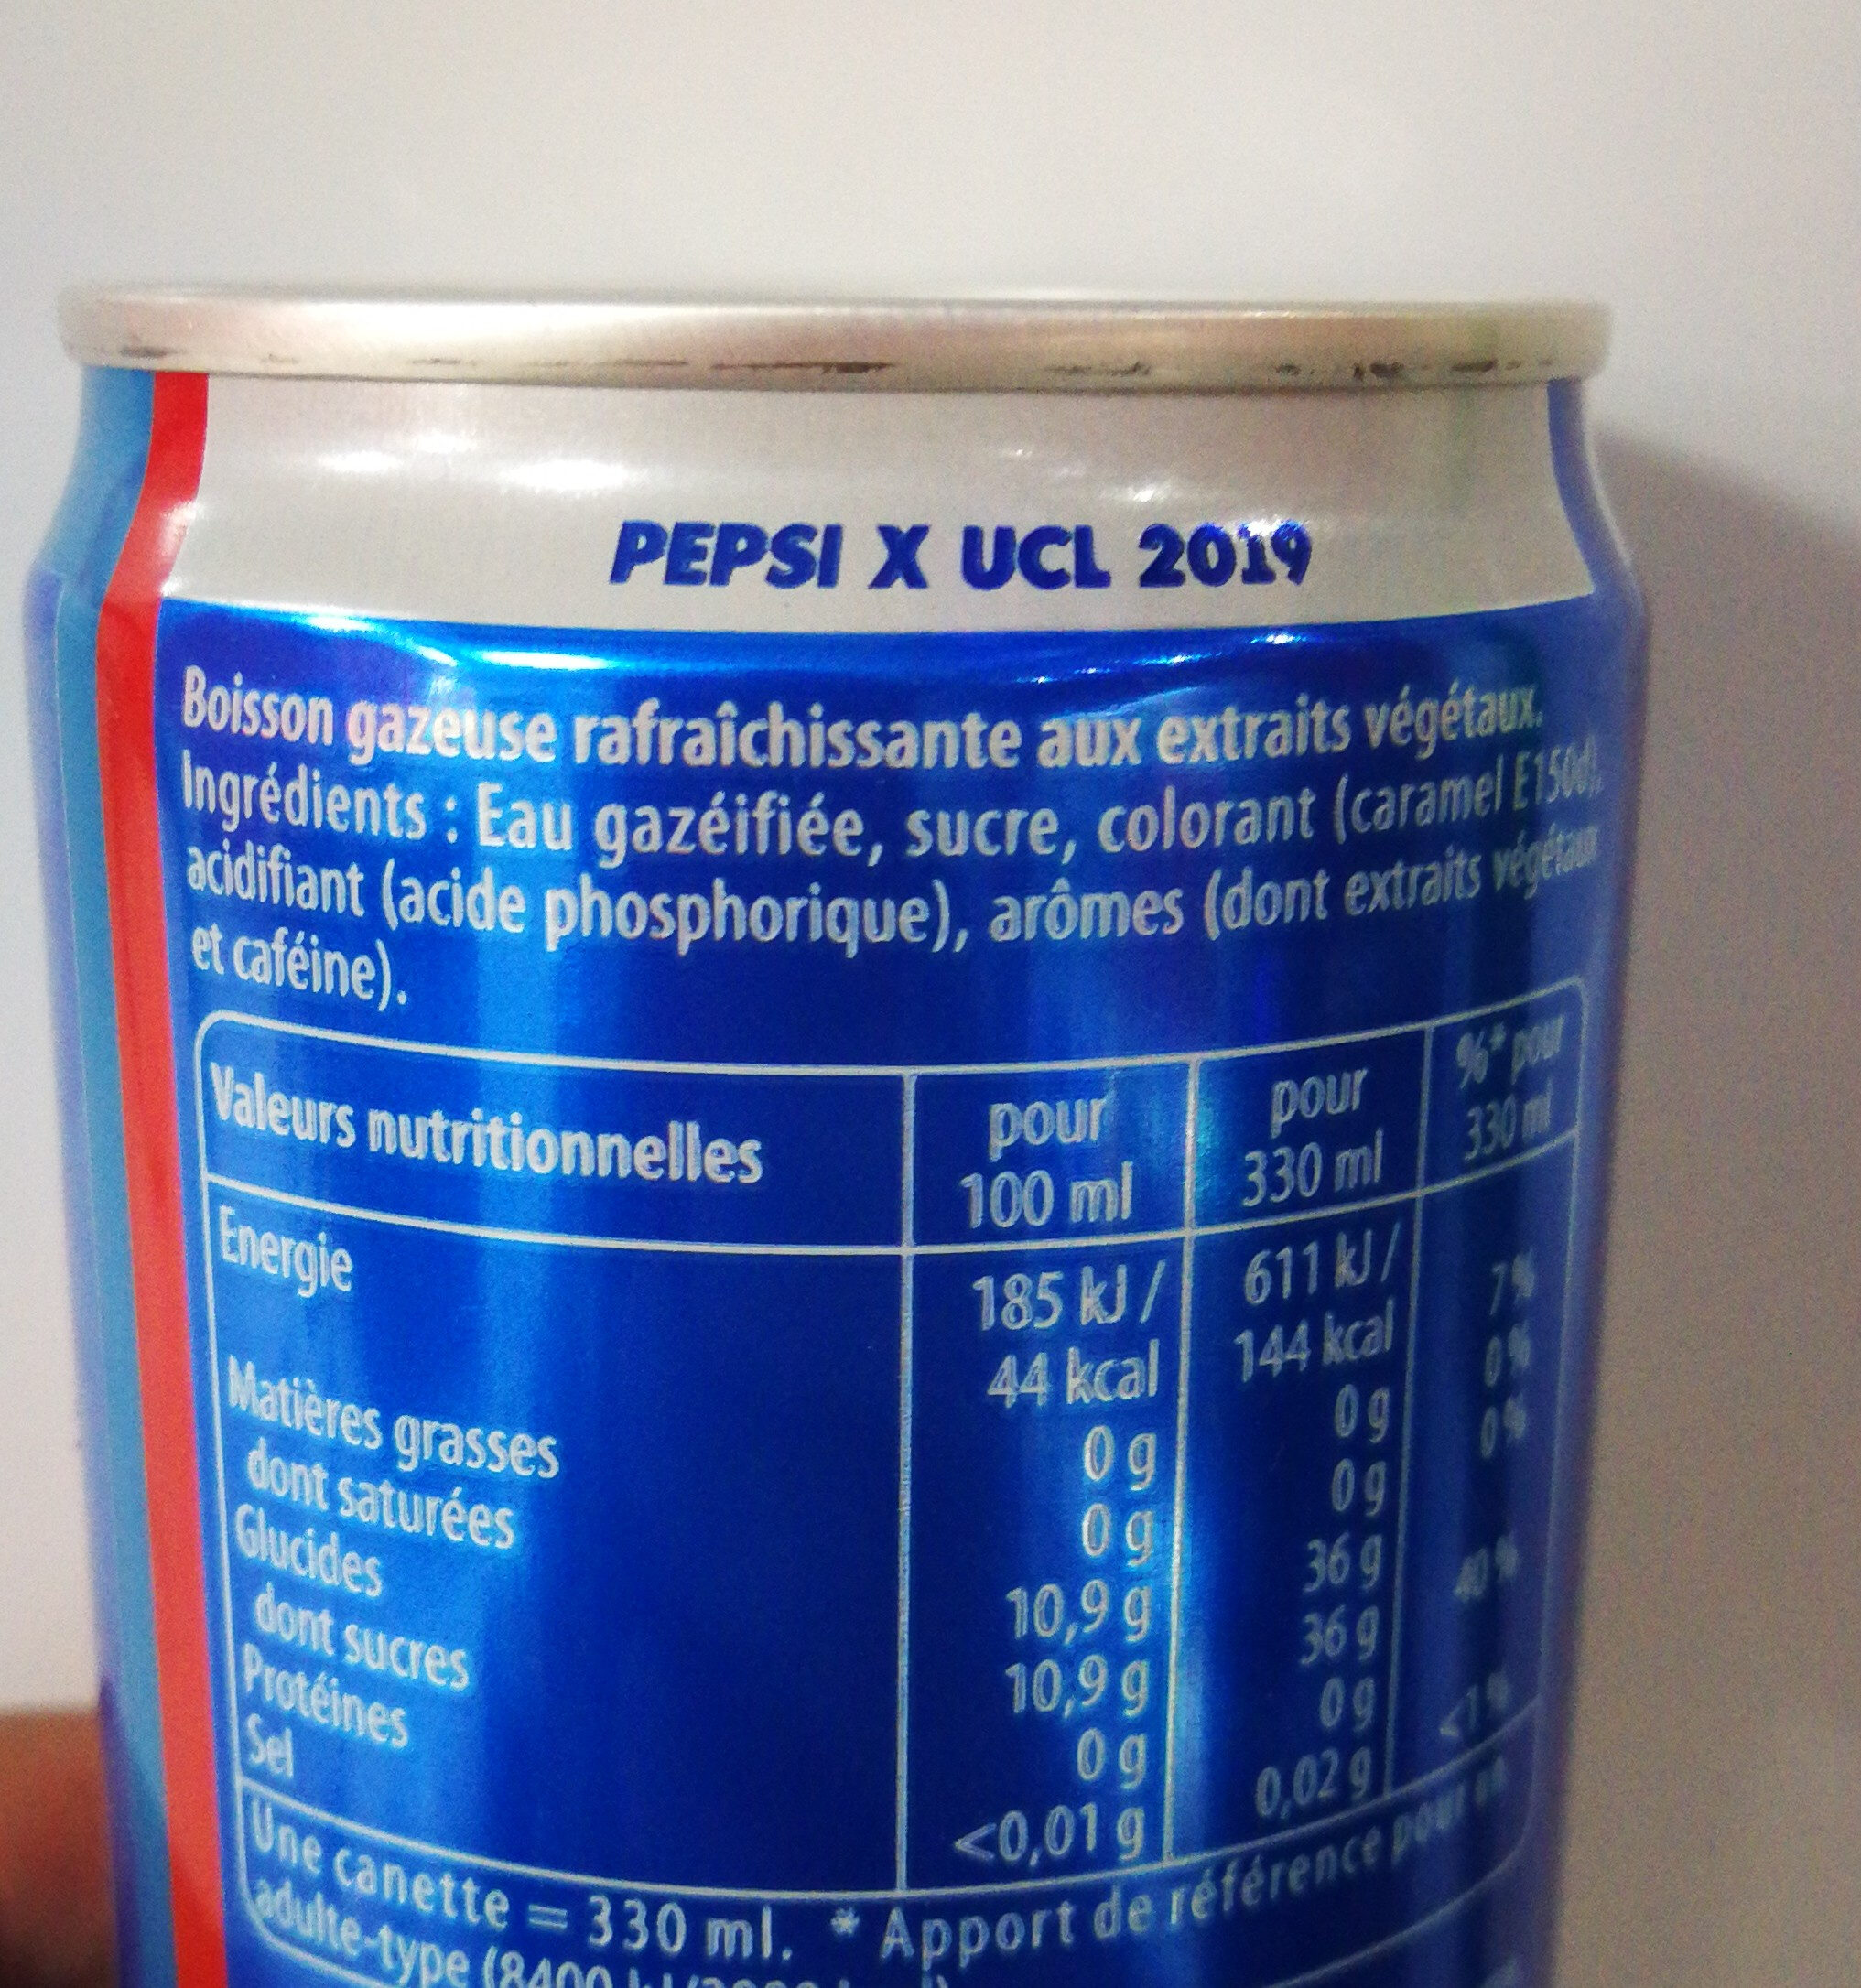 PEPSI X UCL 2019
Boisson gazeuse rafraîchissante aux extraits végétaux.
Ingrédients : Eau gazéifiée, sucre, colorant (caramel E150d),
acidifiant (acide phosphorique), arômes (dont extraits végétaux
et caféine).
Valeurs nutritionnelles pour 100 ml pour 330 ml %* pour 330 ml
Energie 185 kJ / 44 kcal 611 kJ / 144 kcal 7%
Matières grasses 0 g 0 g 0%
dont saturées 0 g 0 g 0%
Glucides 10,9 g 36 g
dont sucres 10,9 g 36 g 40%
Protéines 0 g 0 g
Sel <0,01 g 0,02 g <1%
Une canette = 330 ml. * Apport de référence pour un
adulte-type (8400